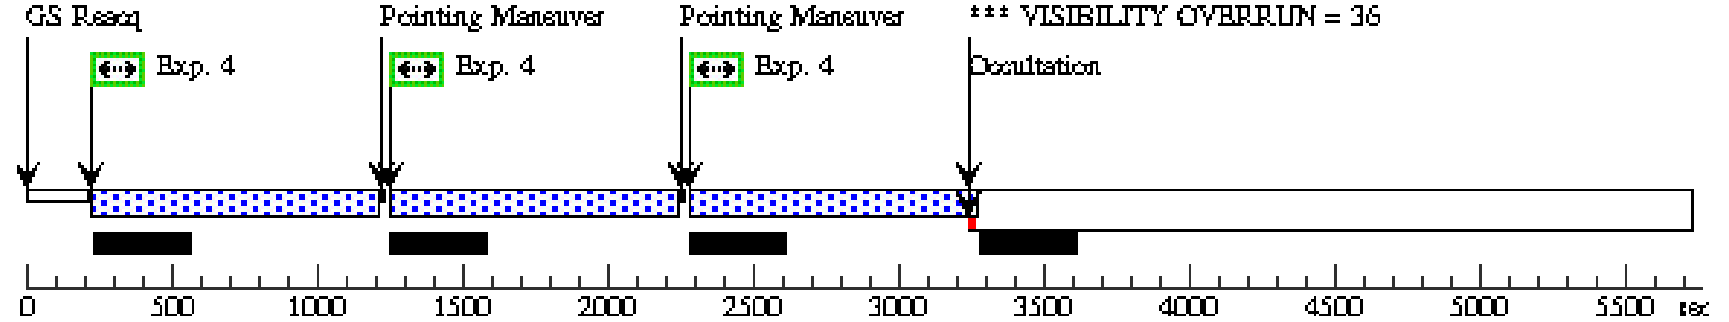 GS Reacq Pointing Maneuver Pointing Maneuver *** VISIBILITY OVERRUN = 36
Exp. 4 Exp. 4 Exp. 4 Occultation
0 500 1000 1500 2000 2500 3000 3500 4000 4500 5000 5500 sec